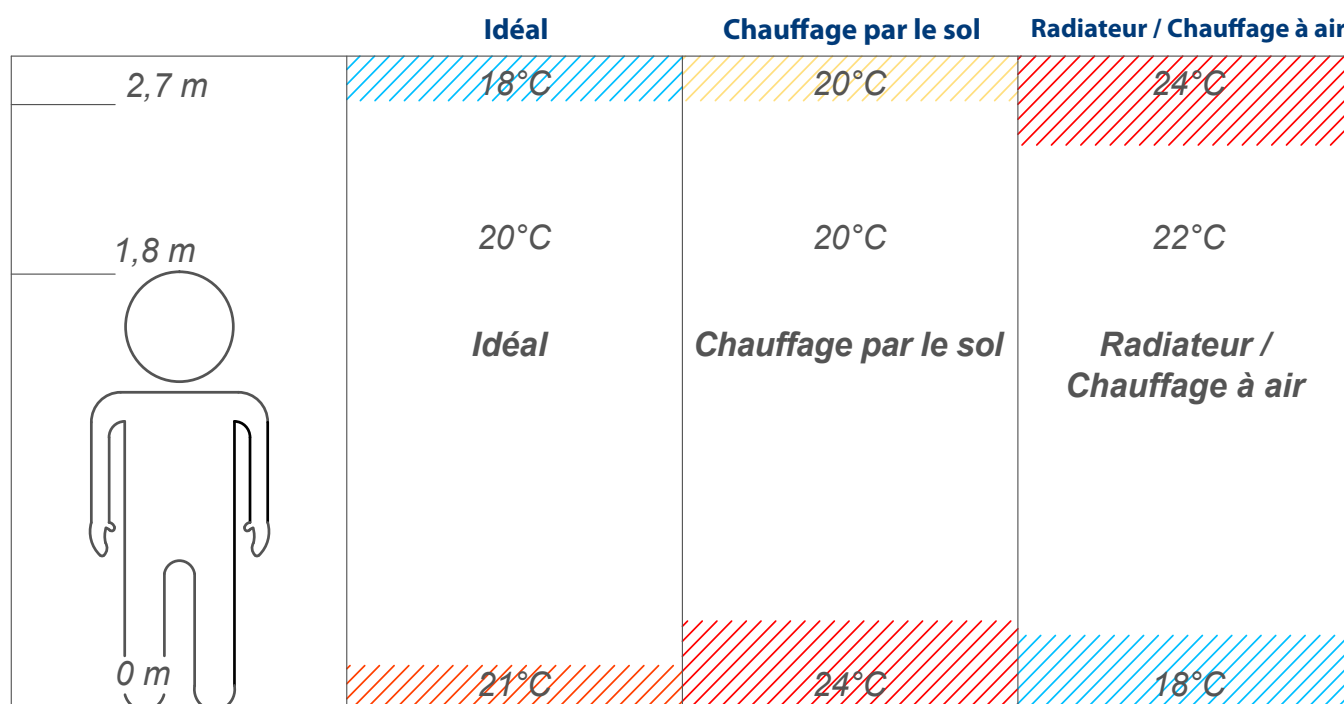 Idéal Chauffage par le sol Radiateur / Chauffage à air
2,7 m 18°C 20°C 24°C
1,8 m 20°C 20°C 22°C
Idéal Chauffage par le sol Radiateur /
Chauffage à air
0 m 21°C 24°C 18°C